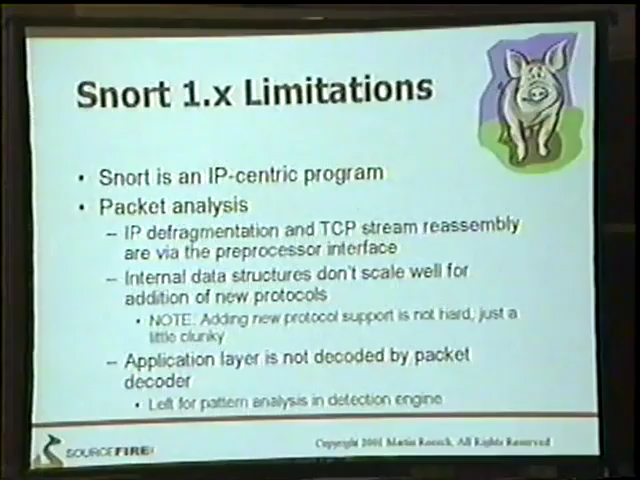 Snort 1.x Limitations
• Snort is an IP-centric program
• Packet analysis
– IP defragmentation and TCP stream reassembly
are via the preprocessor interface
– Internal data structures don't scale well for
addition of new protocols
• NOTE: Adding new protocol support is not hard, just a
little clunky
– Application layer is not decoded by packet
decoder
• Left for pattern analysis in detection engine
SOURCEFIRE
Copyright 2001 Martin Roesch, All Rights Reserved